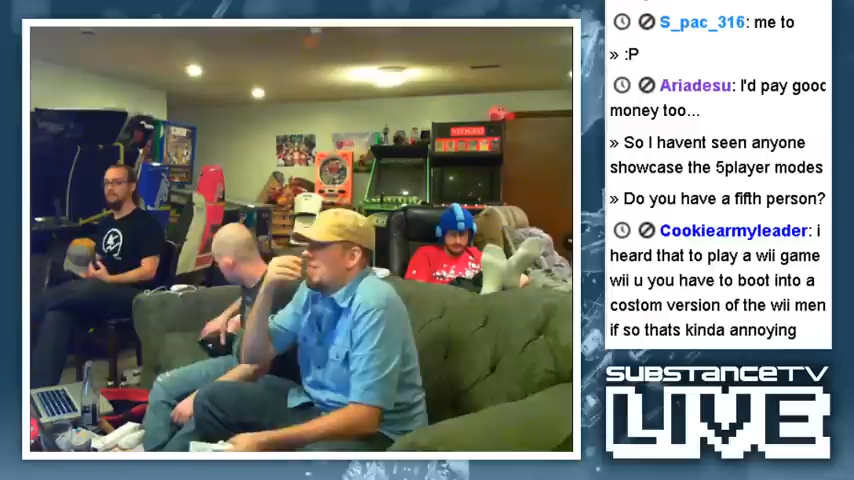 S_pac_316: me to
» :P
Ariadesu: I'd pay good
money too...
» So I havent seen anyone
showcase the 5player modes
» Do you have a fifth person?
Cookiearmyleader: i
heard that to play a wii game
wii u you have to boot into a
costom version of the wii men
if so thats kinda annoying
SUBSTANCETV
LIVE
NEOGEO